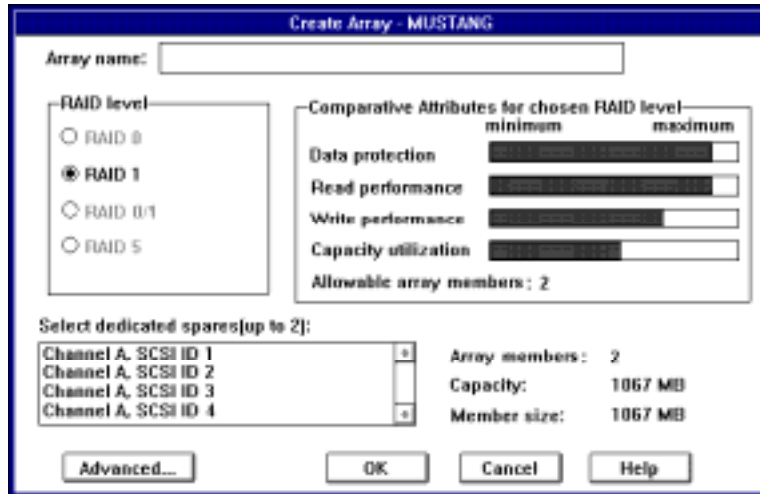 Create Array - MUSTANG
Array name:
RAID level
RAID 0
RAID 1
RAID 0/1
RAID 5
Comparative Attributes for chosen RAID level
minimum maximum
Data protection
Read performance
Write performance
Capacity utilization
Allowable array members: 2
Select dedicated spares(up to 2):
Channel A, SCSI ID 1
Channel A, SCSI ID 2
Channel A, SCSI ID 3
Channel A, SCSI ID 4
Array members: 2
Capacity: 1067 MB
Member size: 1067 MB
Advanced... OK Cancel Help